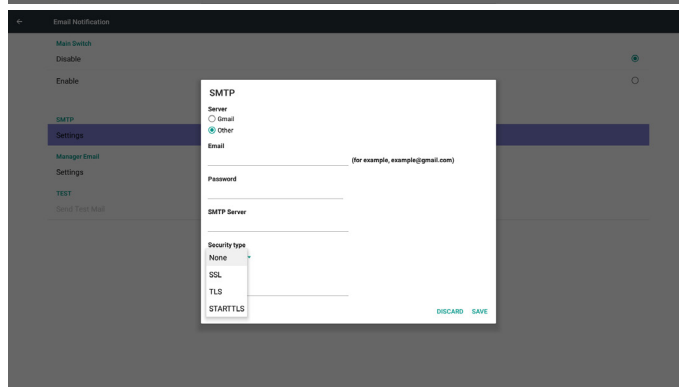 ← Email Notification
Main Switch
Disable
Enable
SMTP
Settings
Manager Email
Settings
TEST
Send Test Mail
SMTP
Server
Gmail
Other
Email
(for example, example@gmail.com)
Password
SMTP Server
Security type
None
SSL
TLS
STARTTLS
DISCARD SAVE